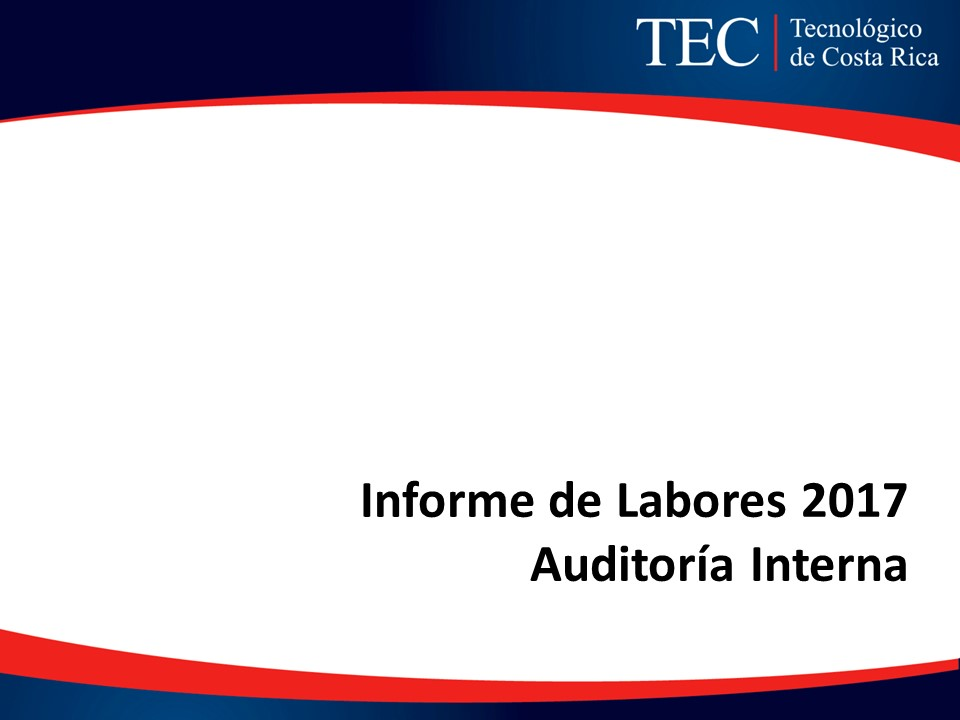 TEC
Tecnológico
de Costa Rica
Informe de Labores 2017
Auditoría Interna